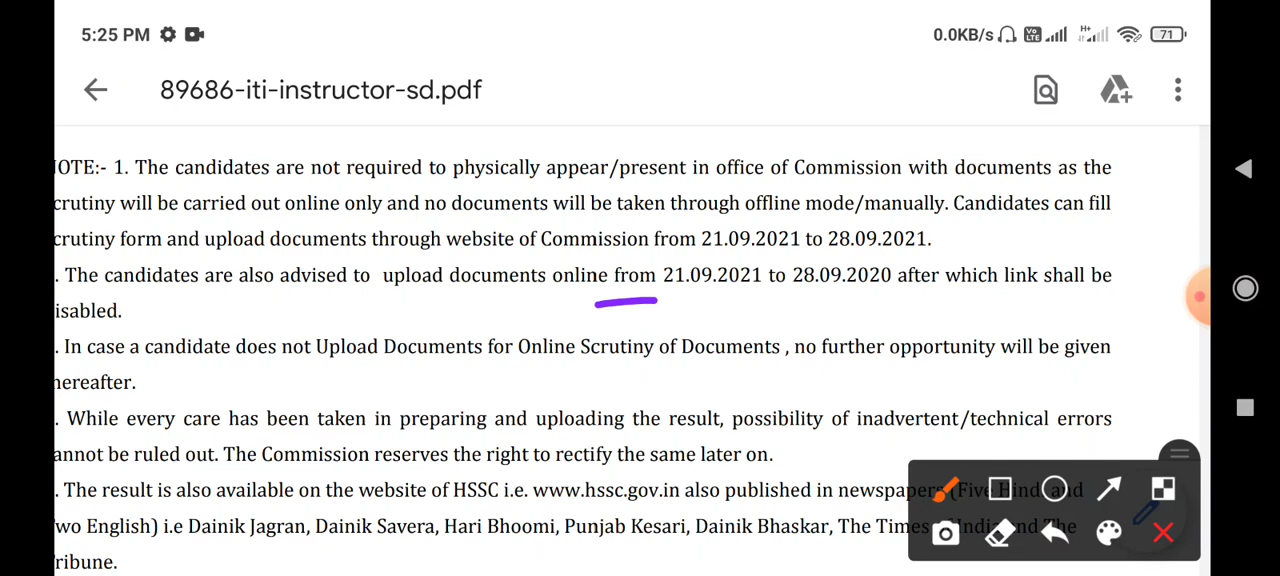 5:25 PM
0.0KB/s Vo LTE H+ 71
89686-iti-instructor-sd.pdf
OTE:- 1. The candidates are not required to physically appear/present in office of Commission with documents as the
crutiny will be carried out online only and no documents will be taken through offline mode/manually. Candidates can fill
crutiny form and upload documents through website of Commission from 21.09.2021 to 28.09.2021.
. The candidates are also advised to upload documents online from 21.09.2021 to 28.09.2020 after which link shall be
isabled.
. In case a candidate does not Upload Documents for Online Scrutiny of Documents , no further opportunity will be given
hereafter.
. While every care has been taken in preparing and uploading the result, possibility of inadvertent/technical errors
annot be ruled out. The Commission reserves the right to rectify the same later on.
. The result is also available on the website of HSSC i.e. www.hssc.gov.in also published in newspapers (Five Hindi and
wo English) i.e Dainik Jagran, Dainik Savera, Hari Bhoomi, Punjab Kesari, Dainik Bhaskar, The Times of India and The
ribune.